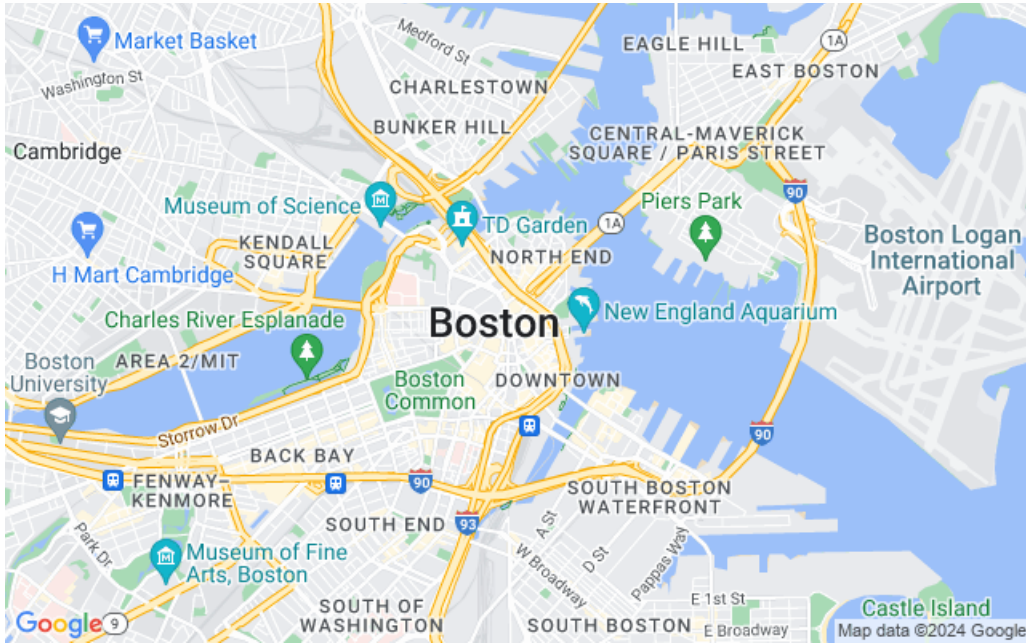 Market Basket
Washington St
Medford St
CHARLESTOWN
BUNKER HILL
EAGLE HILL
1A
EAST BOSTON
CENTRAL-MAVERICK
SQUARE / PARIS STREET
Cambridge
90
Museum of Science
TD Garden
1A
Piers Park
KENDALL
SQUARE
NORTH END
Boston Logan
International
Airport
H Mart Cambridge
Charles River Esplanade
Boston
New England Aquarium
Boston
University
AREA 2/MIT
Boston
Common
DOWNTOWN
Storrow Dr
90
BACK BAY
FENWAY–
KENMORE
90
SOUTH BOSTON
WATERFRONT
SOUTH END
93
A St
D St
W Broadway
Pappas Way
Park Dr
Museum of Fine
Arts, Boston
SOUTH OF
WASHINGTON
E 1st St
SOUTH BOSTON
E Broadway
Castle Island
Google
9
Map data ©2024 Google